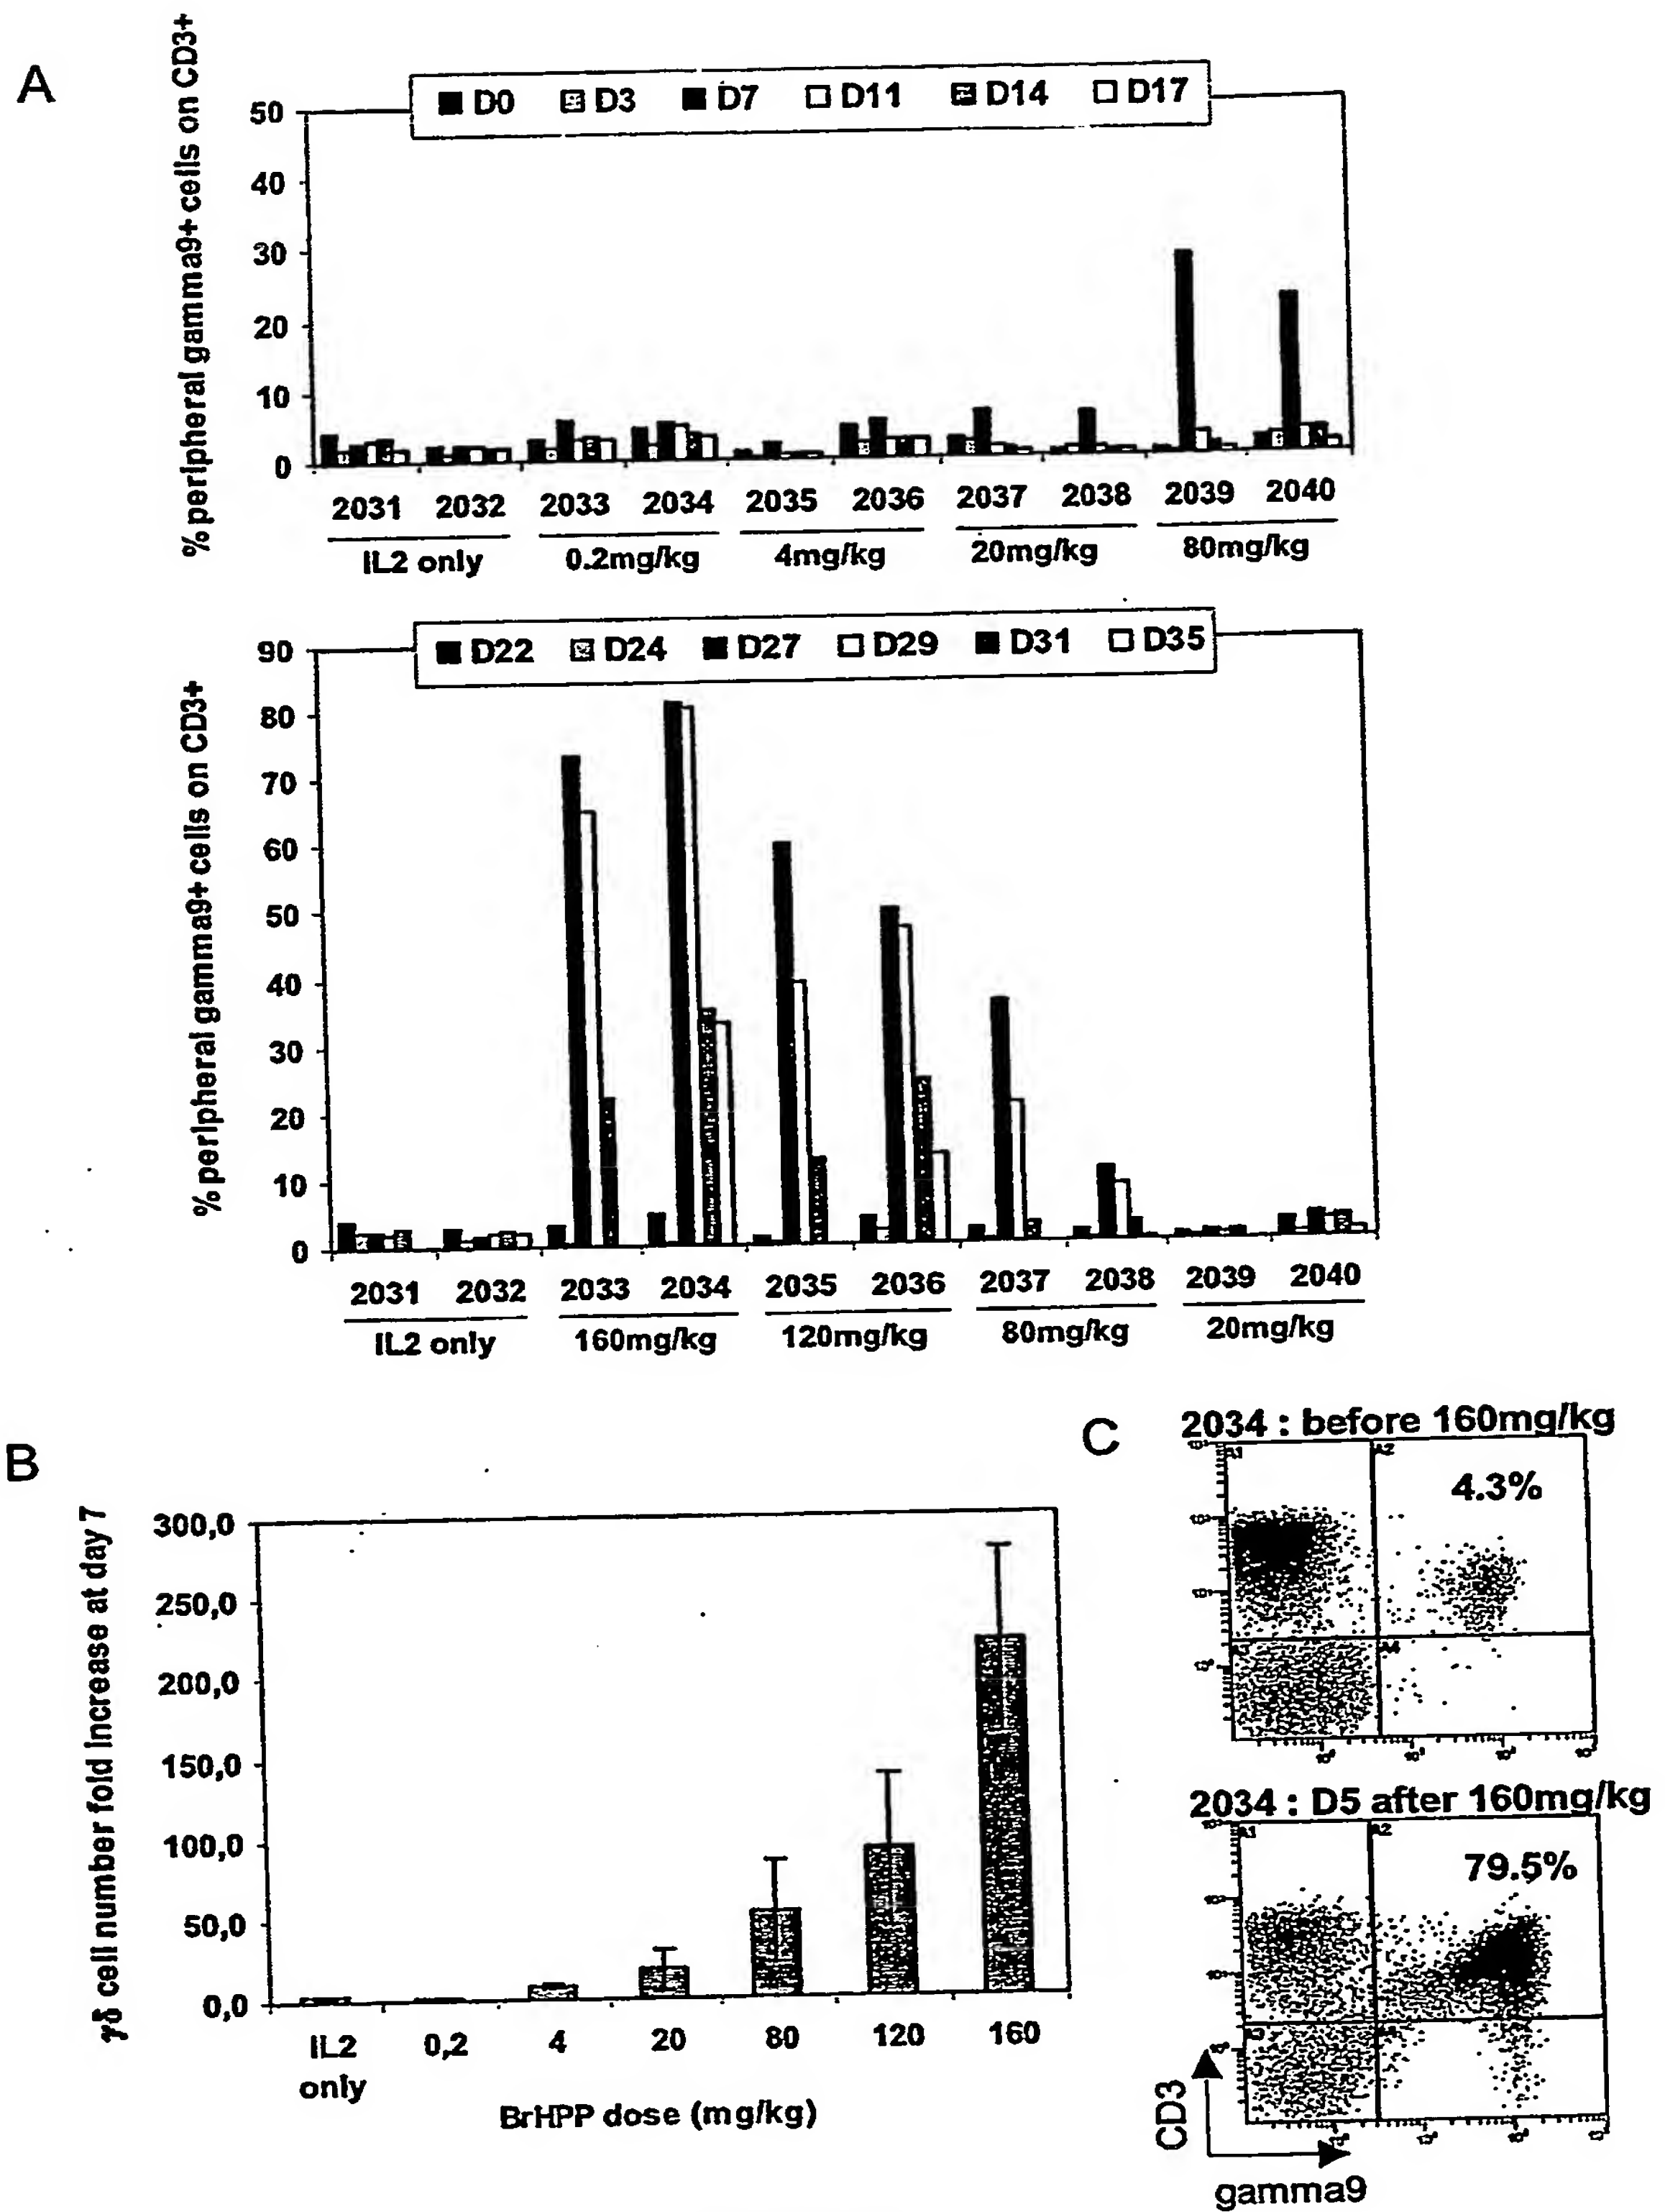 A
% peripheral gamma9+ cells on CD3+
D0 D3 D7 D11 D14 D17
50
40
30
20
10
0
2031 2032 2033 2034 2035 2036 2037 2038 2039 2040
IL2 only 0.2mg/kg 4mg/kg 20mg/kg 80mg/kg
% peripheral gamma9+ cells on CD3+
D22 D24 D27 D29 D31 D35
90
80
70
60
50
40
30
20
10
0
2031 2032 2033 2034 2035 2036 2037 2038 2039 2040
IL2 only 160mg/kg 120mg/kg 80mg/kg 20mg/kg
B
γδ cell number fold increase at day 7
300,0
250,0
200,0
150,0
100,0
50,0
0,0
IL2 only 0,2 4 20 80 120 160
BrHPP dose (mg/kg)
C
2034 : before 160mg/kg
A2
4.3%
2034 : D5 after 160mg/kg
A1 A2
79.5%
CD3
gamma9